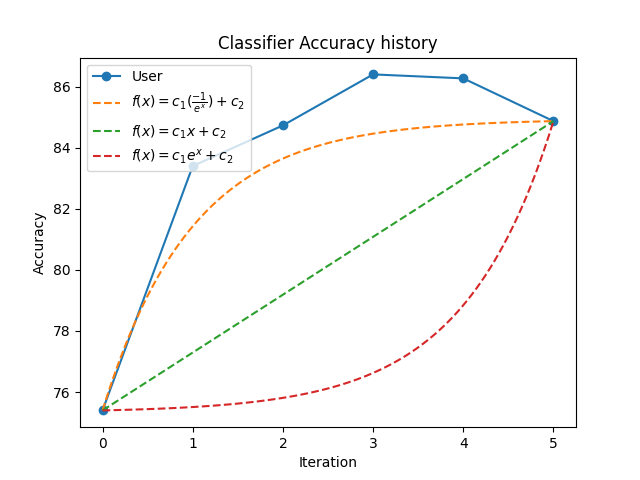 Classifier Accuracy history
User
f(x) = c₁(-1/eˣ) + c₂
f(x) = c₁x + c₂
f(x) = c₁eˣ + c₂
86
84
82
80
78
76
Accuracy
0 1 2 3 4 5
Iteration